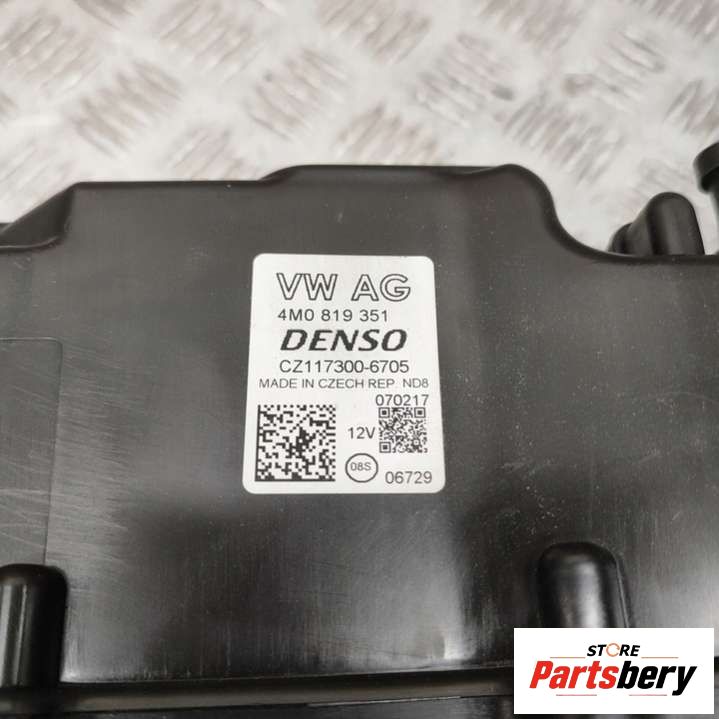 VW AG
4M0 819 351
DENSO
CZ117300-6705
MADE IN CZECH REP. ND8
070217
12V
08S
06729
STORE
Partsbery